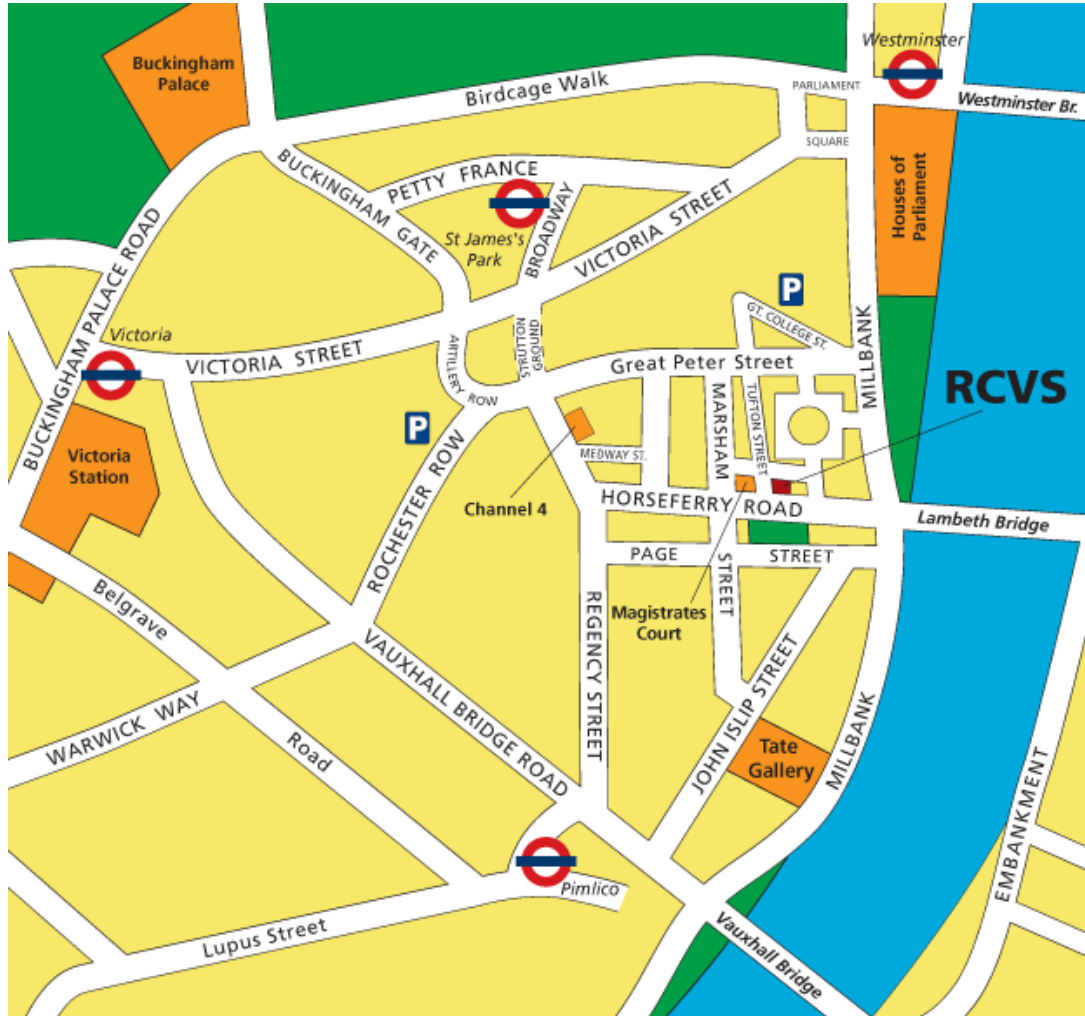 Westminster
Buckingham
Palace
Birdcage Walk
PARLIAMENT
Westminster Br.
SQUARE
BUCKINGHAM GATE
PETTY FRANCE
Houses of
Parliament
BROADWAY
VICTORIA STREET
St James's
Park
BUCKINGHAM PALACE ROAD
P
Victoria
GT. COLLEGE ST.
MILLBANK
STRUTTON
GROUND
VICTORIA STREET
ARTILLERY ROW
Great Peter Street
RCVS
MARSHAM
TUFTON STREET
P
Victoria
Station
MEDWAY ST.
ROCHESTER ROW
Channel 4
HORSEFERRY ROAD
Lambeth Bridge
PAGE STREET
STREET
Belgrave
Magistrates
Court
REGENCY STREET
VAUXHALL BRIDGE ROAD
JOHN ISLIP STREET
WARWICK WAY
Road
Tate
Gallery
MILLBANK
EMBANKMENT
Pimlico
Lupus Street
Vauxhall Bridge